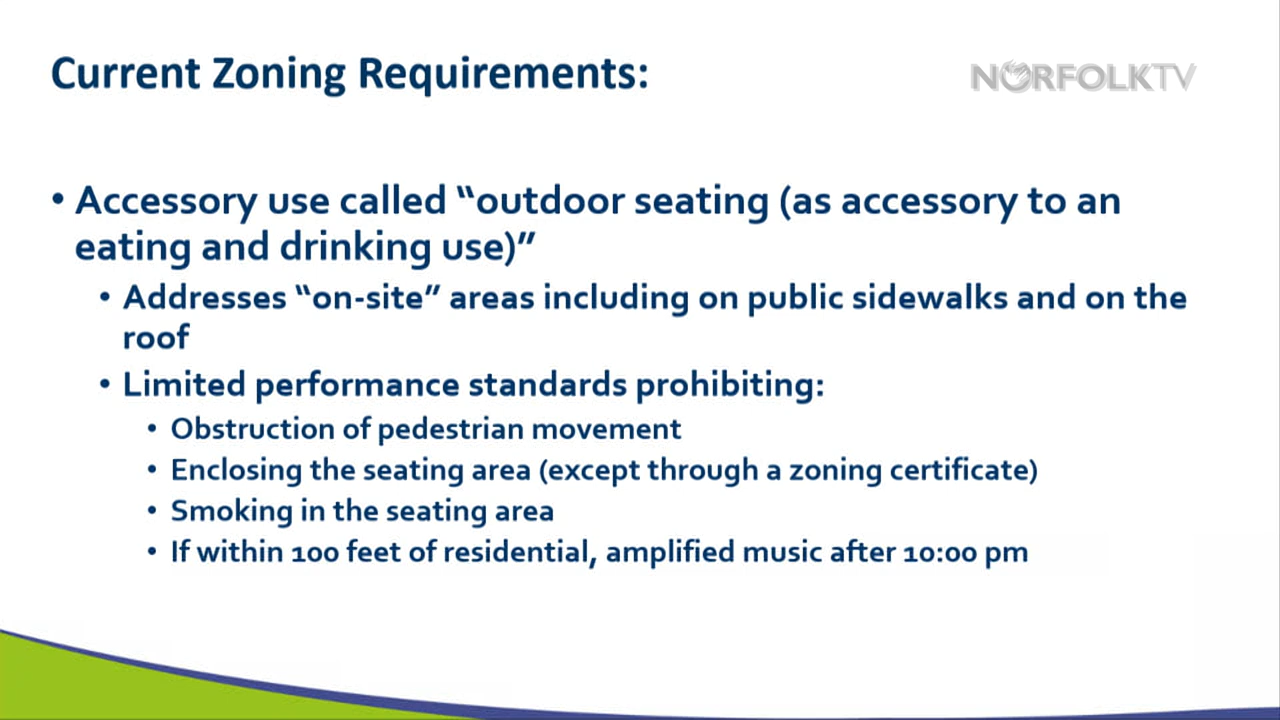 Current Zoning Requirements:
NORFOLKTV
• Accessory use called “outdoor seating (as accessory to an
eating and drinking use)”
• Addresses “on-site” areas including on public sidewalks and on the
roof
• Limited performance standards prohibiting:
• Obstruction of pedestrian movement
• Enclosing the seating area (except through a zoning certificate)
• Smoking in the seating area
• If within 100 feet of residential, amplified music after 10:00 pm